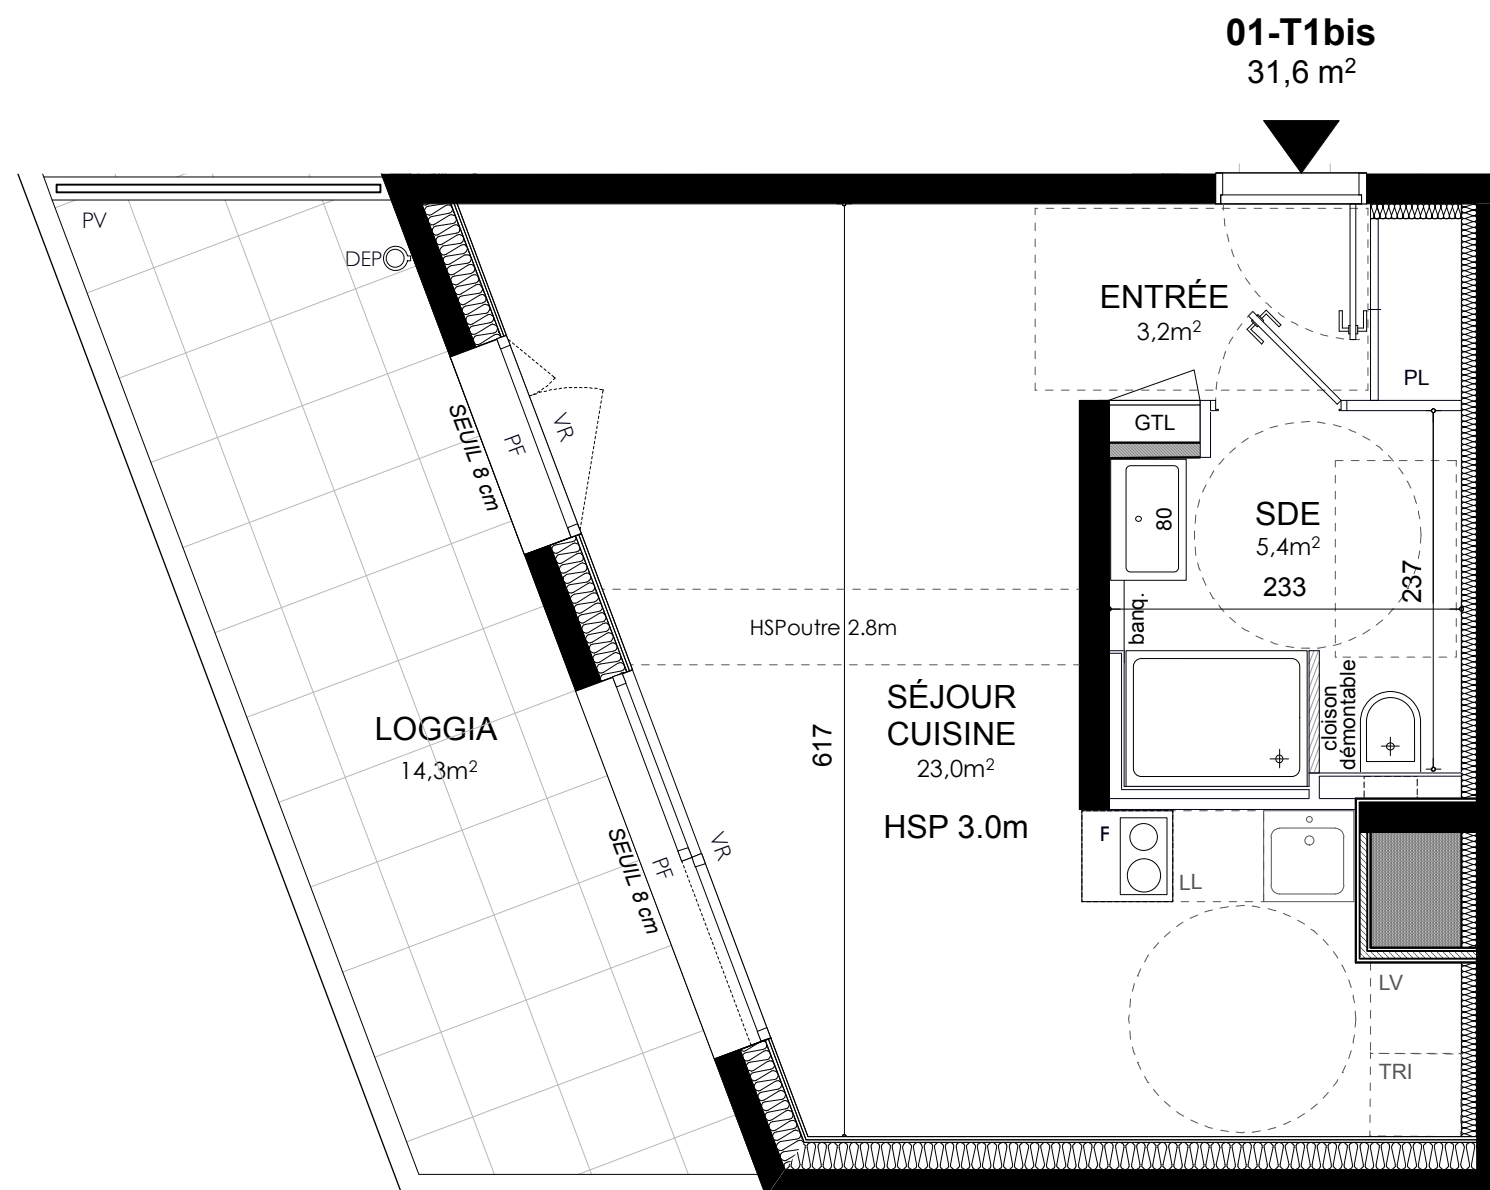 01-T1bis
31,6 m²
PV
DEP
ENTRÉE
3,2m²
PL
GTL
VR
PF
SEUIL 8 cm
80
SDE
5,4m²
233
237
banq.
HSPoutre 2.8m
cloison
démontable
LOGGIA
14,3m²
617
SÉJOUR
CUISINE
23,0m²
HSP 3.0m
VR
PF
SEUIL 8 cm
F
LL
LV
TRI